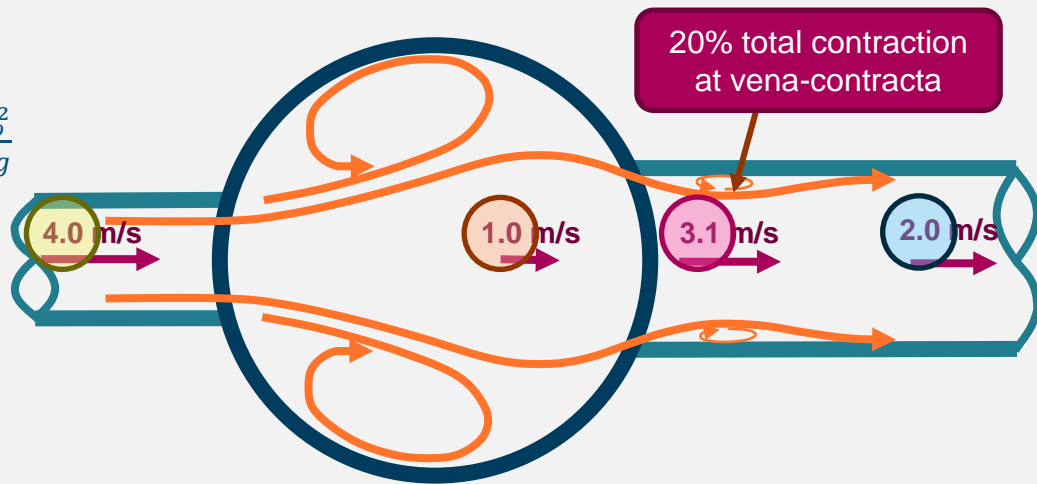 20% total contraction
at vena-contracta
4.0 m/s
1.0 m/s
3.1 m/s
2.0 m/s